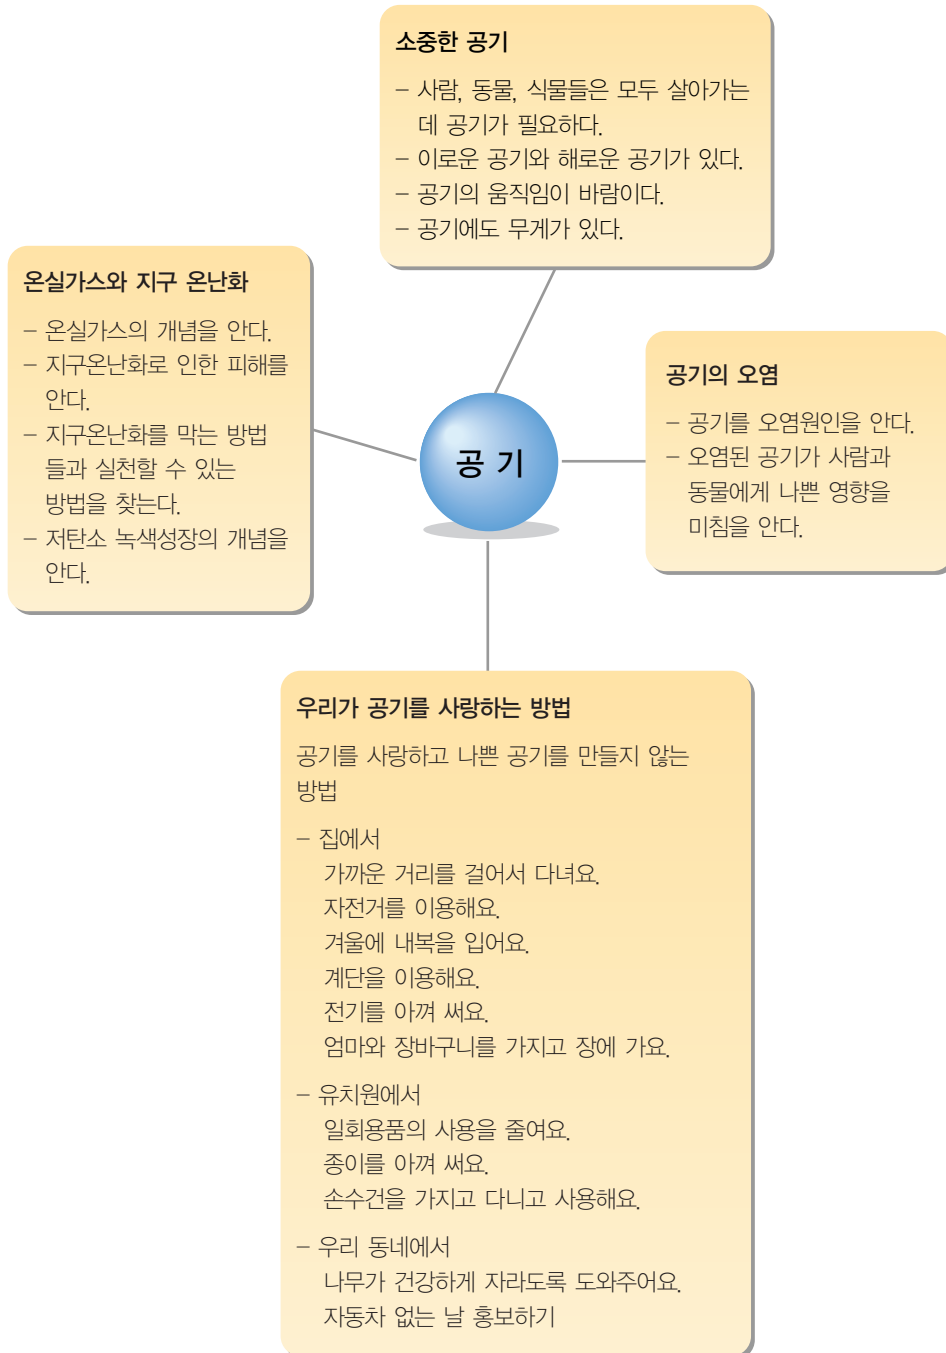 소중한 공기
– 사람, 동물, 식물들은 모두 살아가는
데 공기가 필요하다.
– 이로운 공기와 해로운 공기가 있다.
– 공기의 움직임이 바람이다.
– 공기에도 무게가 있다.
온실가스와 지구 온난화
– 온실가스의 개념을 안다.
– 지구온난화로 인한 피해를
안다.
– 지구온난화를 막는 방법
들과 실천할 수 있는
방법을 찾는다.
– 저탄소 녹색성장의 개념을
안다.
공 기
공기의 오염
– 공기를 오염원인을 안다.
– 오염된 공기가 사람과
동물에게 나쁜 영향을
미침을 안다.
우리가 공기를 사랑하는 방법
공기를 사랑하고 나쁜 공기를 만들지 않는
방법
– 집에서
가까운 거리를 걸어서 다녀요.
자전거를 이용해요.
겨울에 내복을 입어요.
계단을 이용해요.
전기를 아껴 써요.
엄마와 장바구니를 가지고 장에 가요.
– 유치원에서
일회용품의 사용을 줄여요.
종이를 아껴 써요.
손수건을 가지고 다니고 사용해요.
– 우리 동네에서
나무가 건강하게 자라도록 도와주어요.
자동차 없는 날 홍보하기